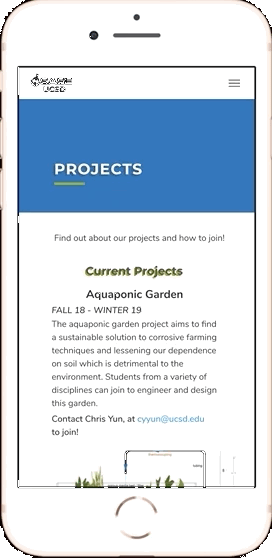 UCSD
PROJECTS
Find out about our projects and how to join!
Current Projects
Aquaponic Garden
FALL 18 - WINTER 19
The aquaponic garden project aims to find
a sustainable solution to corrosive farming
techniques and lessening our dependence
on soil which is detrimental to the
environment. Students from a variety of
disciplines can join to engineer and design
this garden.
Contact Chris Yun, at cyyun@ucsd.edu
to join!